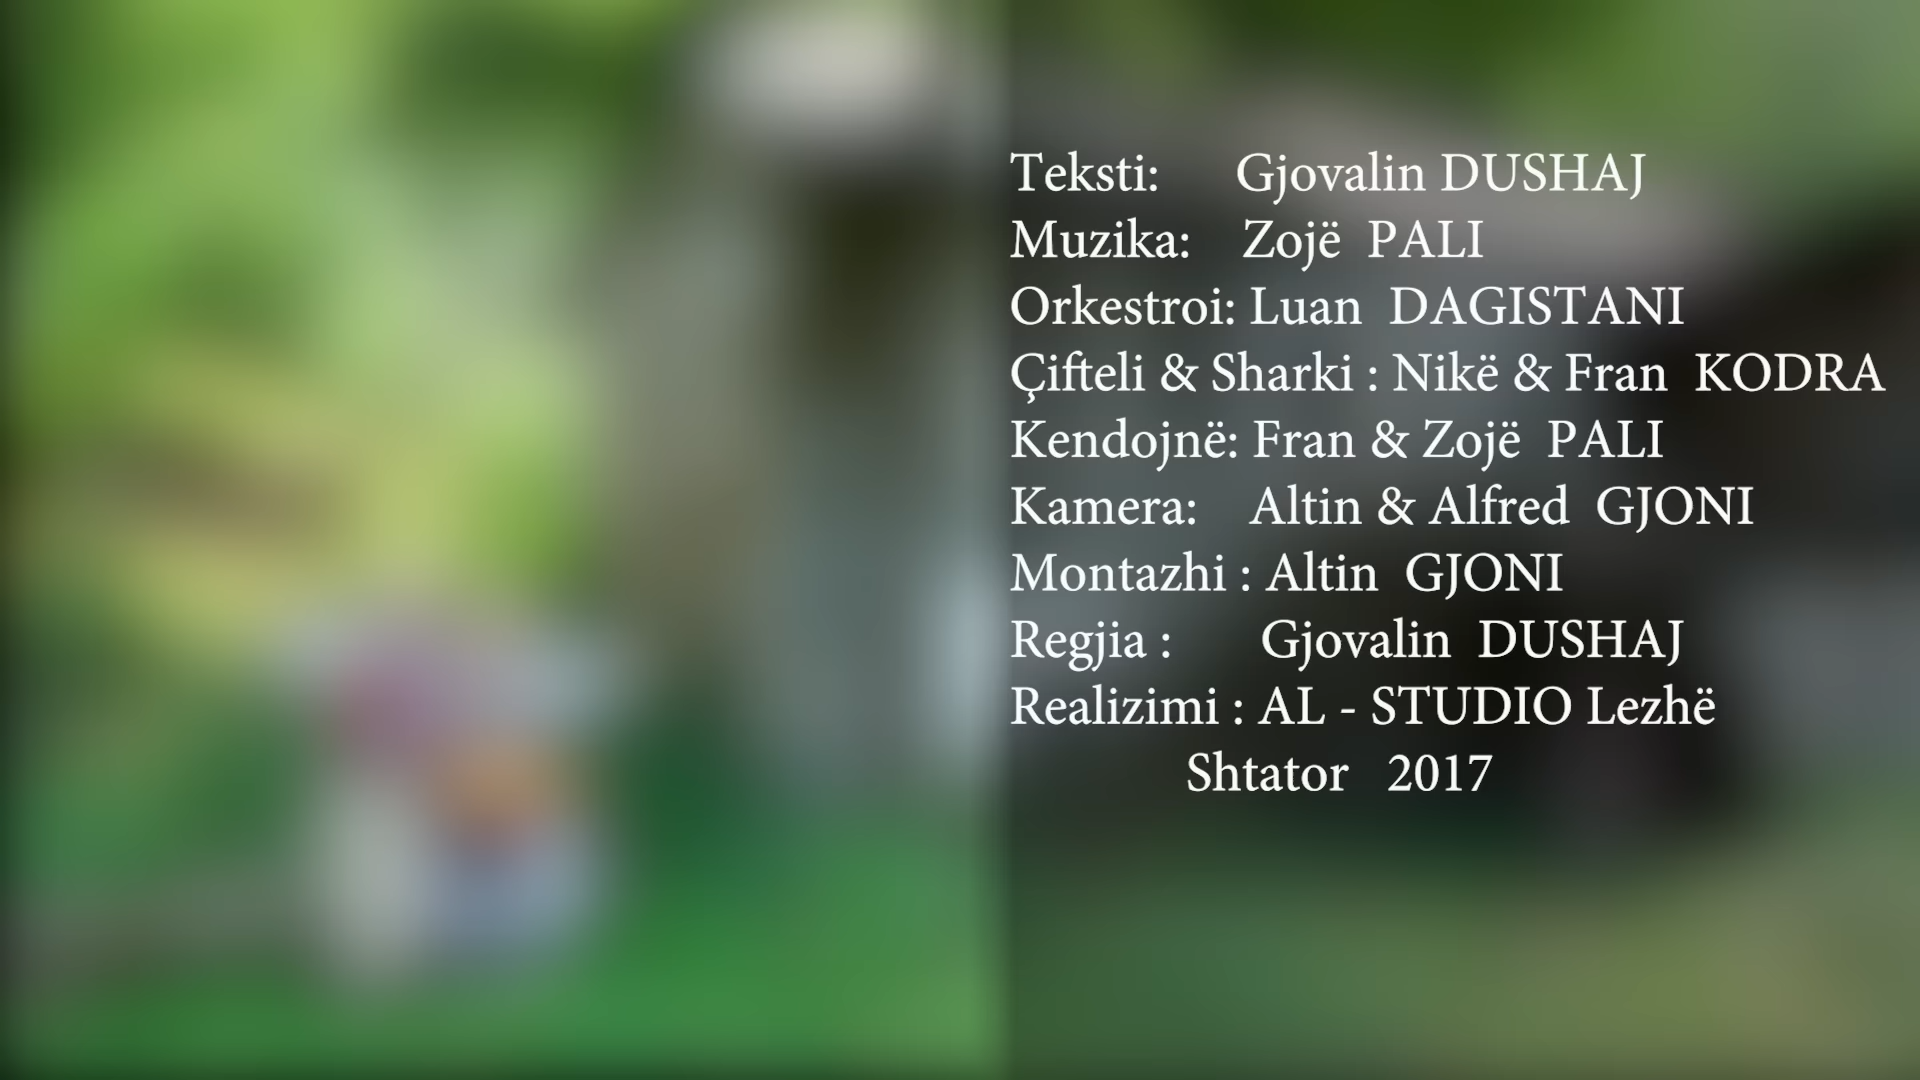 Teksti: Gjovalin DUSHAJ
Muzika: Zojë PALI
Orkestroi: Luan DAGISTANI
Çifteli & Sharki : Nikë & Fran KODRA
Kendojnë: Fran & Zojë PALI
Kamera: Altin & Alfred GJONI
Montazhi : Altin GJONI
Regjia : Gjovalin DUSHAJ
Realizimi : AL - STUDIO Lezhë
Shtator 2017